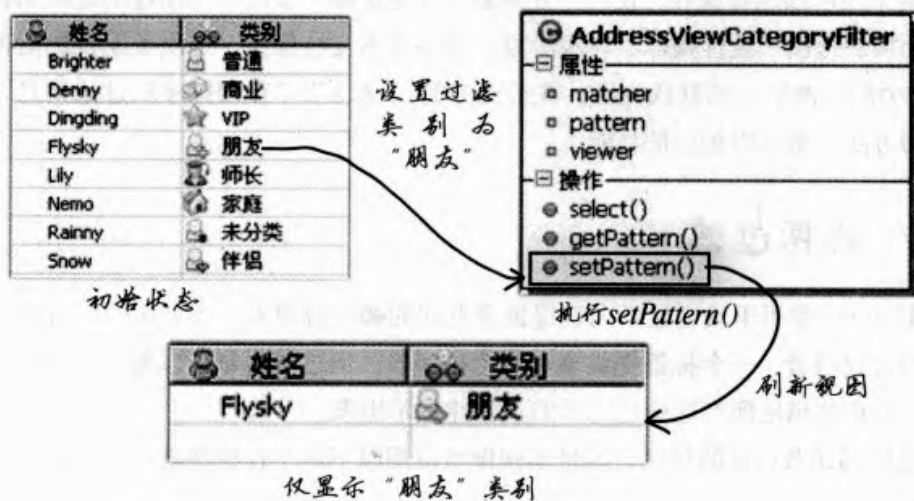 姓名 类别
Brighter 普通
Denny 商业
Dingding VIP
Flysky 朋友
Lily 师长
Nemo 家庭
Rainny 未分类
Snow 伴侣
初始状态
设置过滤
类别为
“朋友”
G AddressViewCategoryFilter
属性
matcher
pattern
viewer
操作
select()
getPattern()
setPattern()
执行setPattern()
刷新视图
姓名 类别
Flysky 朋友
仅显示“朋友”类别